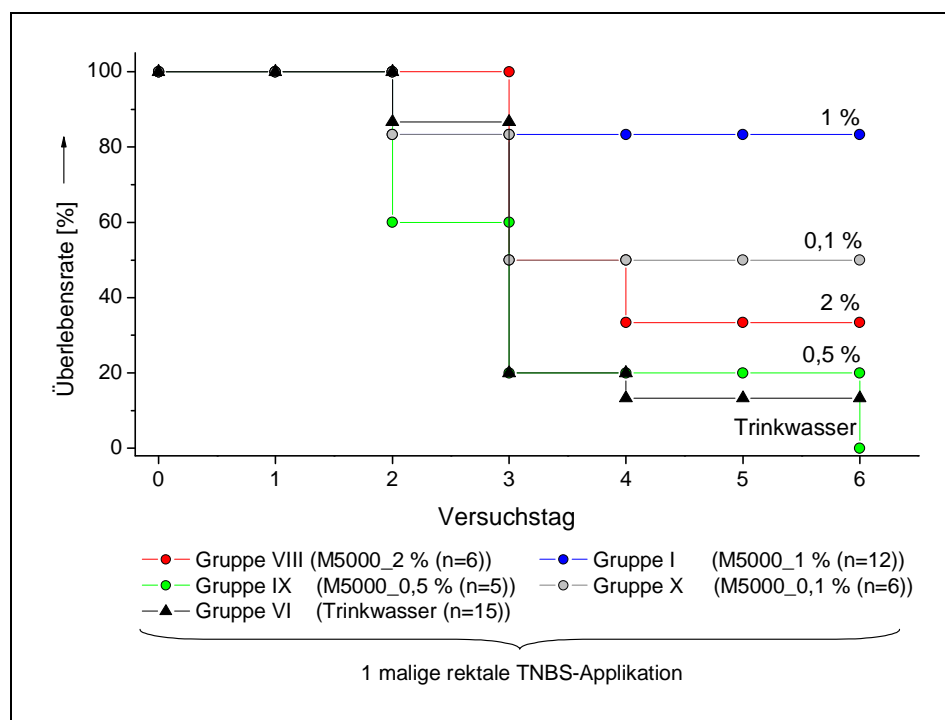 Überlebensrate [%]
100
80
60
40
20
0
1 %
0,1 %
2 %
0,5 %
Trinkwasser
0 1 2 3 4 5 6
Versuchstag
Gruppe VIII (M5000_2 % (n=6)) Gruppe I (M5000_1 % (n=12))
Gruppe IX (M5000_0,5 % (n=5)) Gruppe X (M5000_0,1 % (n=6))
Gruppe VI (Trinkwasser (n=15))
1 malige rektale TNBS-Applikation